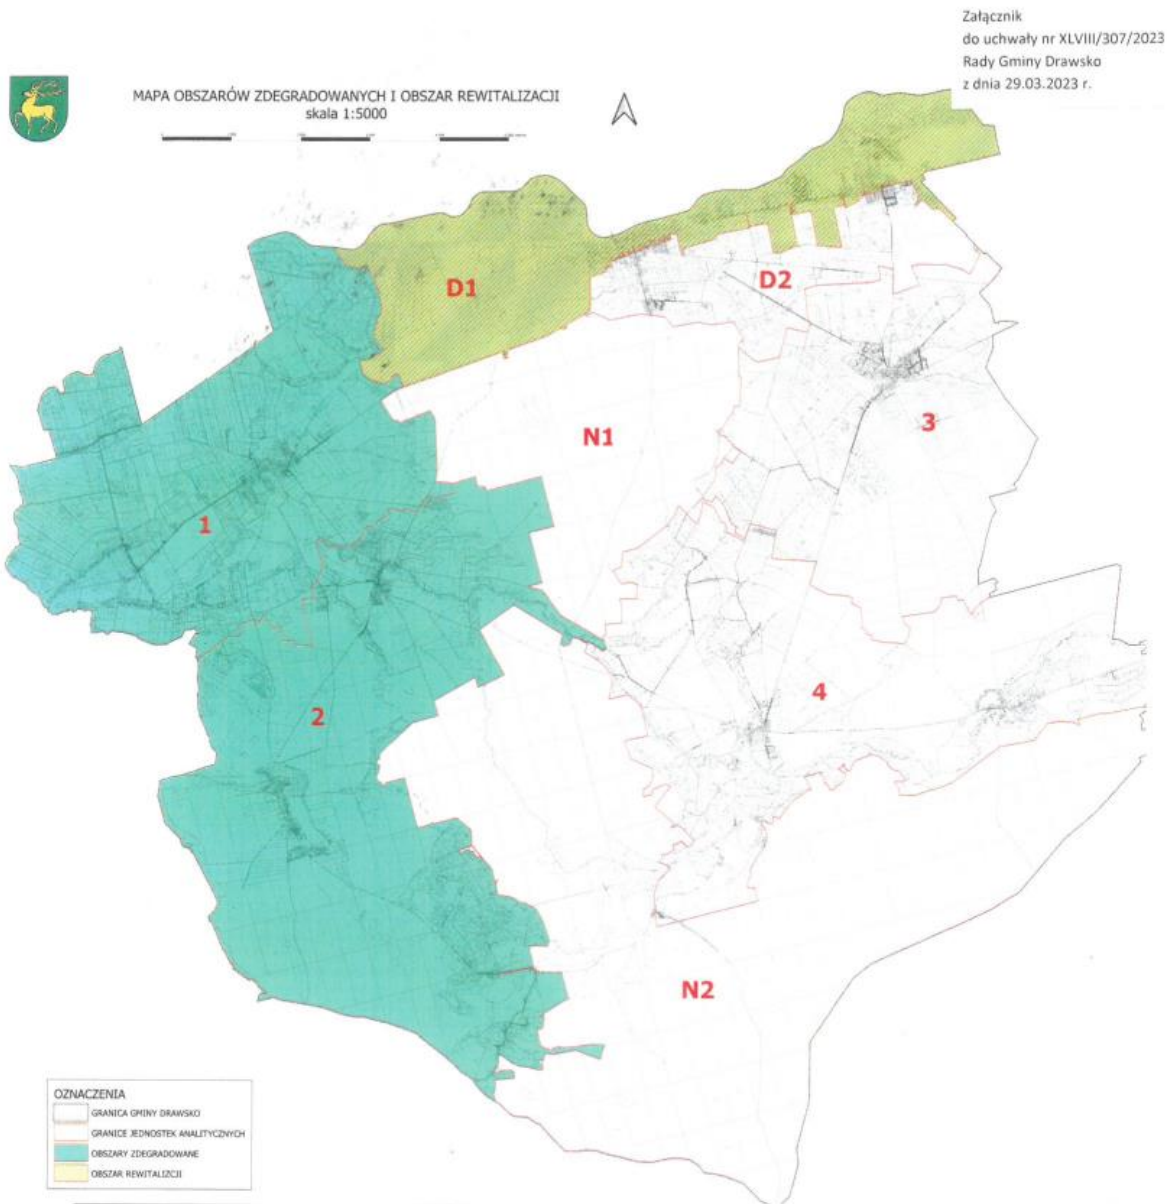 Załącznik
do uchwały nr XLVIII/307/2023
Rady Gminy Drawsko
z dnia 29.03.2023 r.
MAPA OBSZARÓW ZDEGRADOWANYCH I OBSZAR REWITALIZACJI
skala 1:5000
D1
D2
N1
3
1
4
2
N2
OZNACZENIA
GRANICA GMINY DRAWSKO
GRANICE JEDNOSTEK ANALITYCZNYCH
OBSZARY ZDEGRADOWANE
OBSZAR REWITALIZCJI